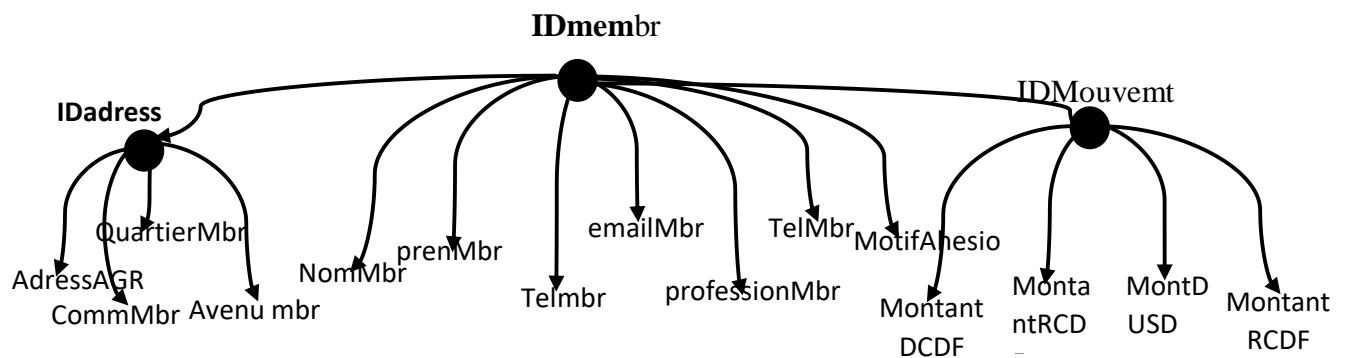 IDmembr
IDMouvemt
IDadress
QuartierMbr
emailMbr
TelMbr
MotifAhesio
prenMbr
NomMbr
AdressAGR
CommMbr
Avenu mbr
Telmbr
professionMbr
Montant
DCDF
Monta
ntRCD
MontD
USD
Montant
RCDF